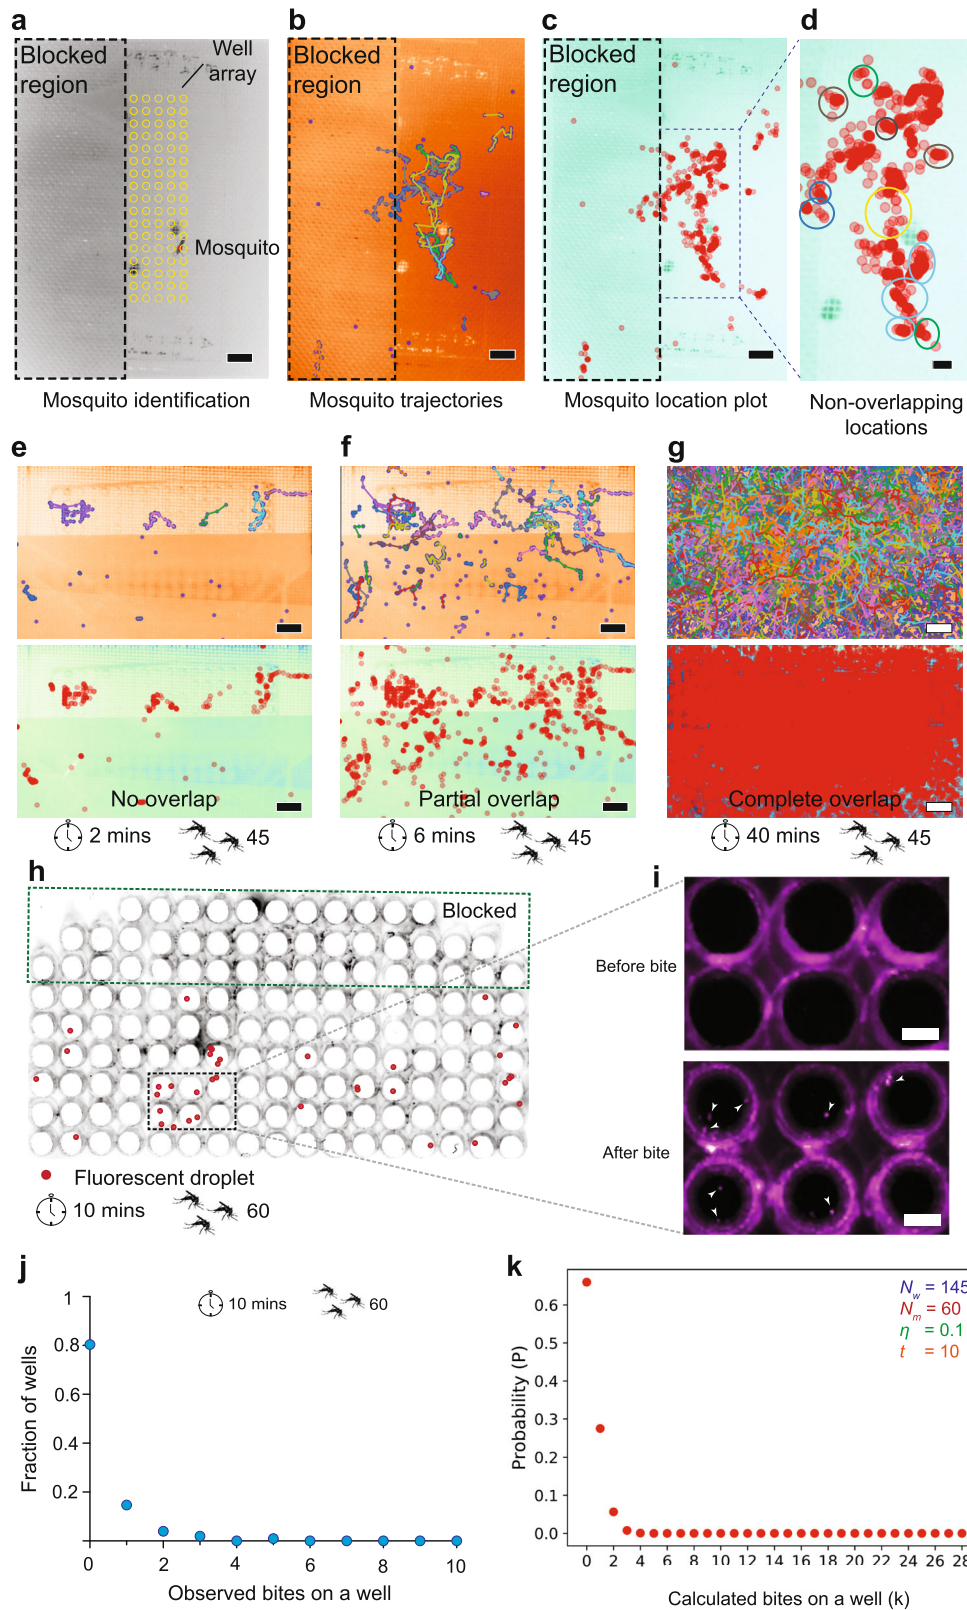 a
Blocked
region
Well
array
Mosquito
Mosquito identification
b
Blocked
region
Mosquito trajectories
c
Blocked
region
Mosquito location plot
d
Non-overlapping
locations
e
No overlap
2 mins
45
f
Partial overlap
6 mins
45
g
Complete overlap
40 mins
45
h
Blocked
Fluorescent droplet
10 mins
60
i
Before bite
After bite
j
10 mins
60
1
0.8
0.6
0.4
0.2
0 2 4 6 8 10
Fraction of wells
Observed bites on a well
k
N_w = 145
N_m = 60
η = 0.1
t = 10
0.6
0.5
0.4
0.3
0.2
0.1
0.0
0 2 4 6 8 10 12 14 16 18 20 22 24 26 28
Probability (P)
Calculated bites on a well (k)